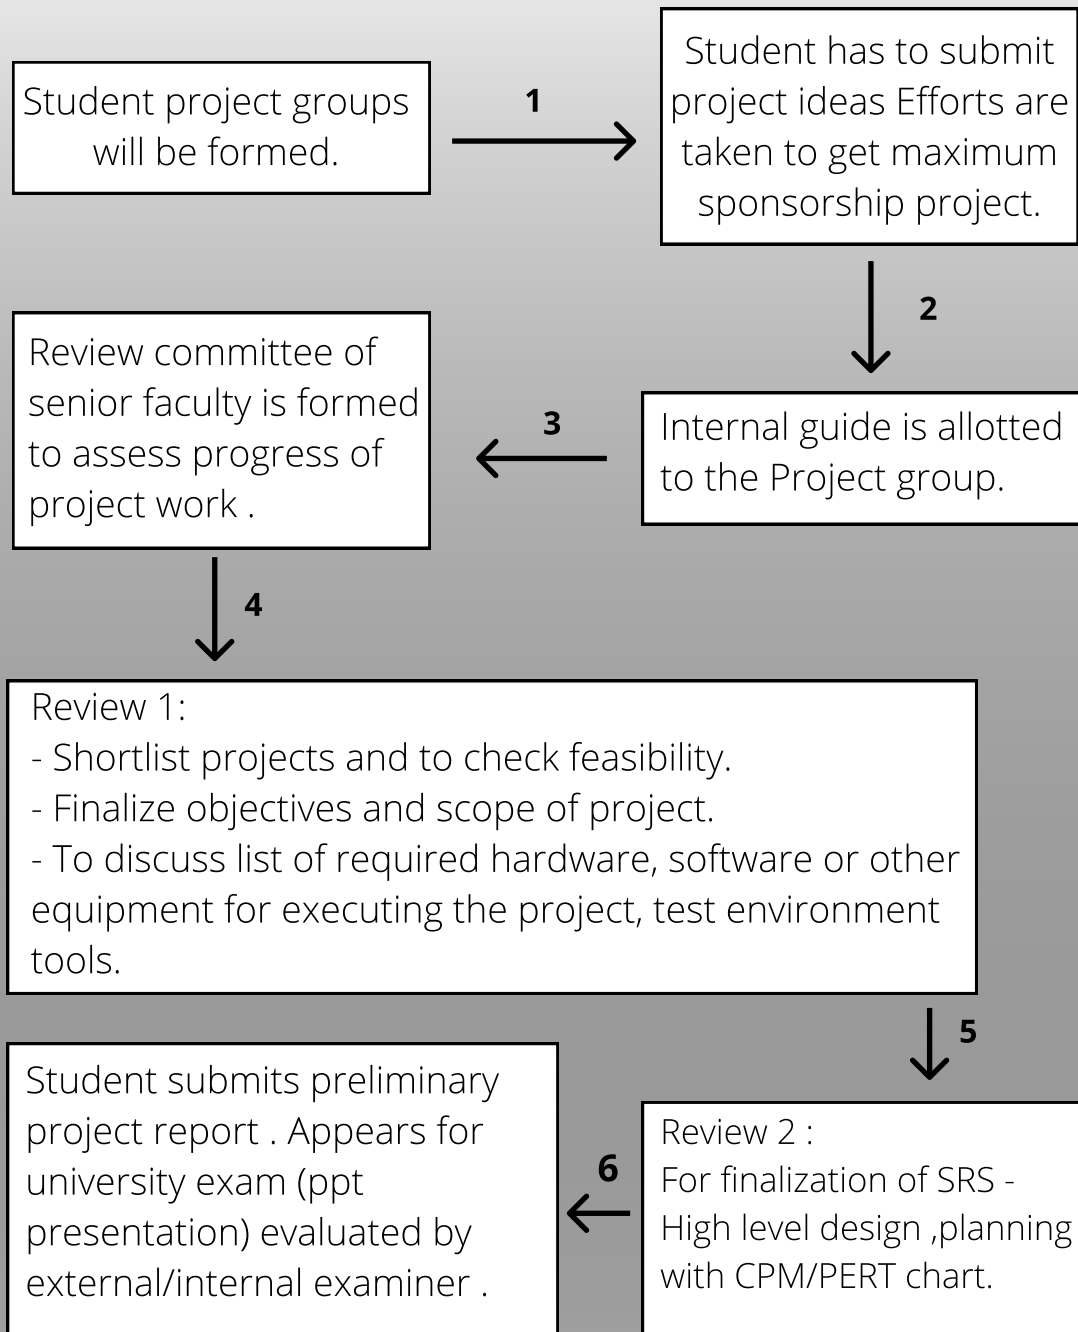 Student project groups
will be formed.
1
Student has to submit
project ideas Efforts are
taken to get maximum
sponsorship project.
2
Internal guide is allotted
to the Project group.
3
Review committee of
senior faculty is formed
to assess progress of
project work .
4
Review 1:
- Shortlist projects and to check feasibility.
- Finalize objectives and scope of project.
- To discuss list of required hardware, software or other
equipment for executing the project, test environment
tools.
5
Review 2 :
For finalization of SRS -
High level design ,planning
with CPM/PERT chart.
6
Student submits preliminary
project report . Appears for
university exam (ppt
presentation) evaluated by
external/internal examiner .